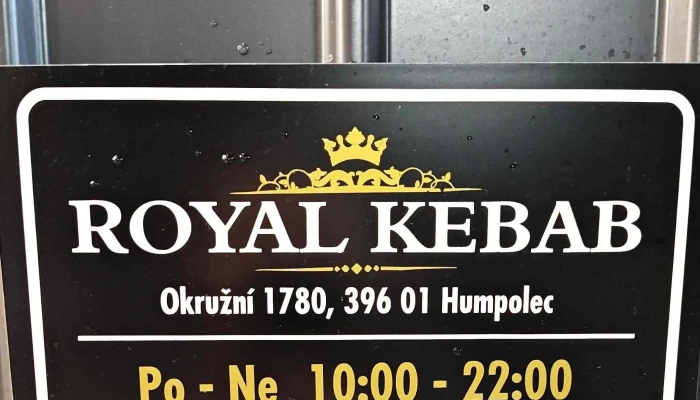 ROYAL KEBAB
Okružní 1780, 396 01 Humpolec
Po - Ne 10:00 - 22:00